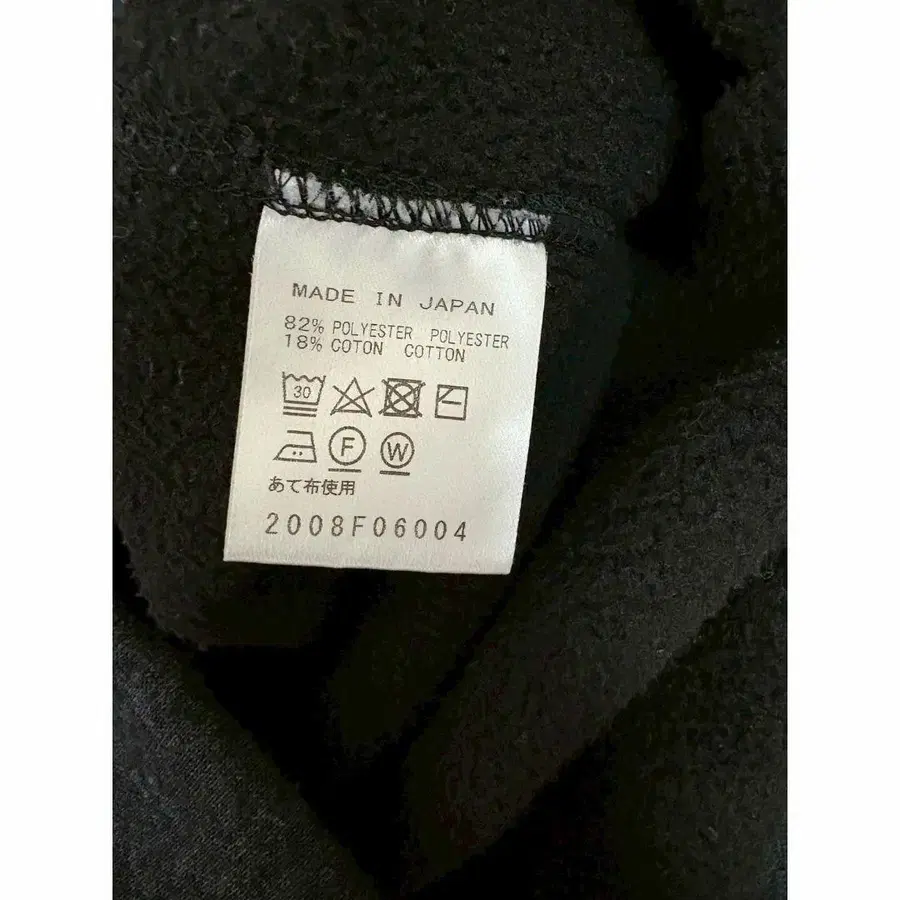 MADE IN JAPAN
82% POLYESTER POLYESTER
18% COTON COTTON
30
F W
あて布使用
2008F06004